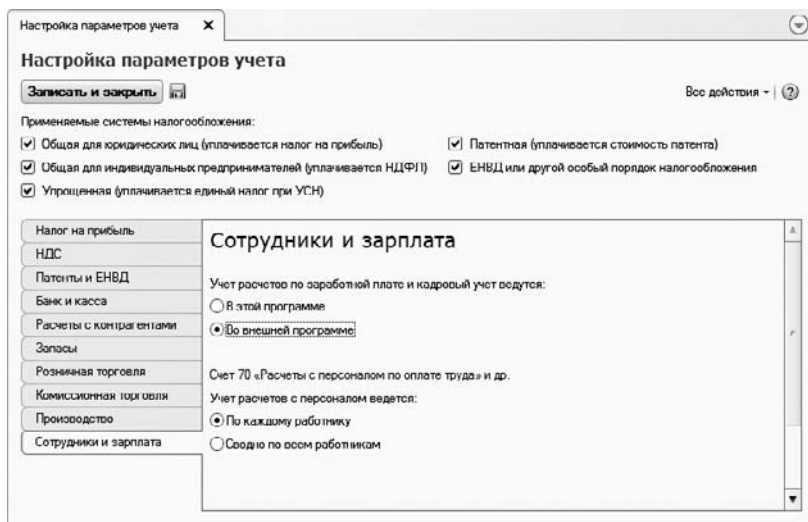 Настройка параметров учета
Настройка параметров учета
Записать и закрыть
Все действия
Применяемые системы налогообложения:
Общая для юридических лиц (уплачивается налог на прибыль)
Патентная (уплачивается стоимость патента)
Общая для индивидуальных предпринимателей (уплачивается НДФЛ)
ЕНВД или другой особый порядок налогообложения
Упрощенная (уплачивается единый налог при УСН)
Налог на прибыль
НДС
Патенты и ЕНВД
Банк и касса
Расчеты с контрагентами
Запасы
Розничная торговля
Комиссионная торговля
Производство
Сотрудники и зарплата
Сотрудники и зарплата
Учет расчетов по заработной плате и кадровый учет ведутся:
В этой программе
Во внешней программе
Счет 70 «Расчеты с персоналом по оплате труда» и др.
Учет расчетов с персоналом ведется:
По каждому работнику
Сводно по всем работникам